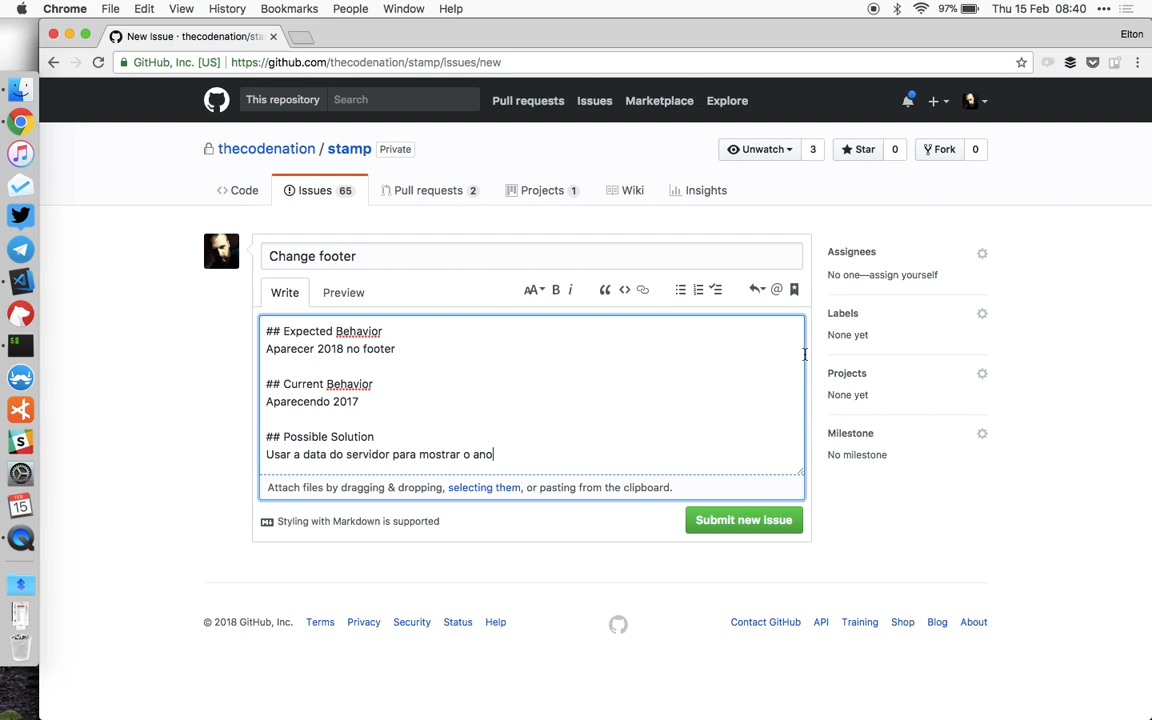 Chrome File Edit View History Bookmarks People Window Help 97% Thu 15 Feb 08:40
New Issue · thecodenation/sta
Elton
GitHub, Inc. [US] | https://github.com/thecodenation/stamp/issues/new
This repository Search Pull requests Issues Marketplace Explore
thecodenation / stamp Private Unwatch 3 Star 0 Fork 0
Code Issues 65 Pull requests 2 Projects 1 Wiki Insights
Change footer
Write Preview AA B i
## Expected Behavior
Aparecer 2018 no footer
## Current Behavior
Aparecendo 2017
## Possible Solution
Usar a data do servidor para mostrar o ano
Attach files by dragging & dropping, selecting them, or pasting from the clipboard.
Styling with Markdown is supported
Submit new issue
Assignees
No one—assign yourself
Labels
None yet
Projects
None yet
Milestone
No milestone
© 2018 GitHub, Inc. Terms Privacy Security Status Help
Contact GitHub API Training Shop Blog About
FEB
15
S
$